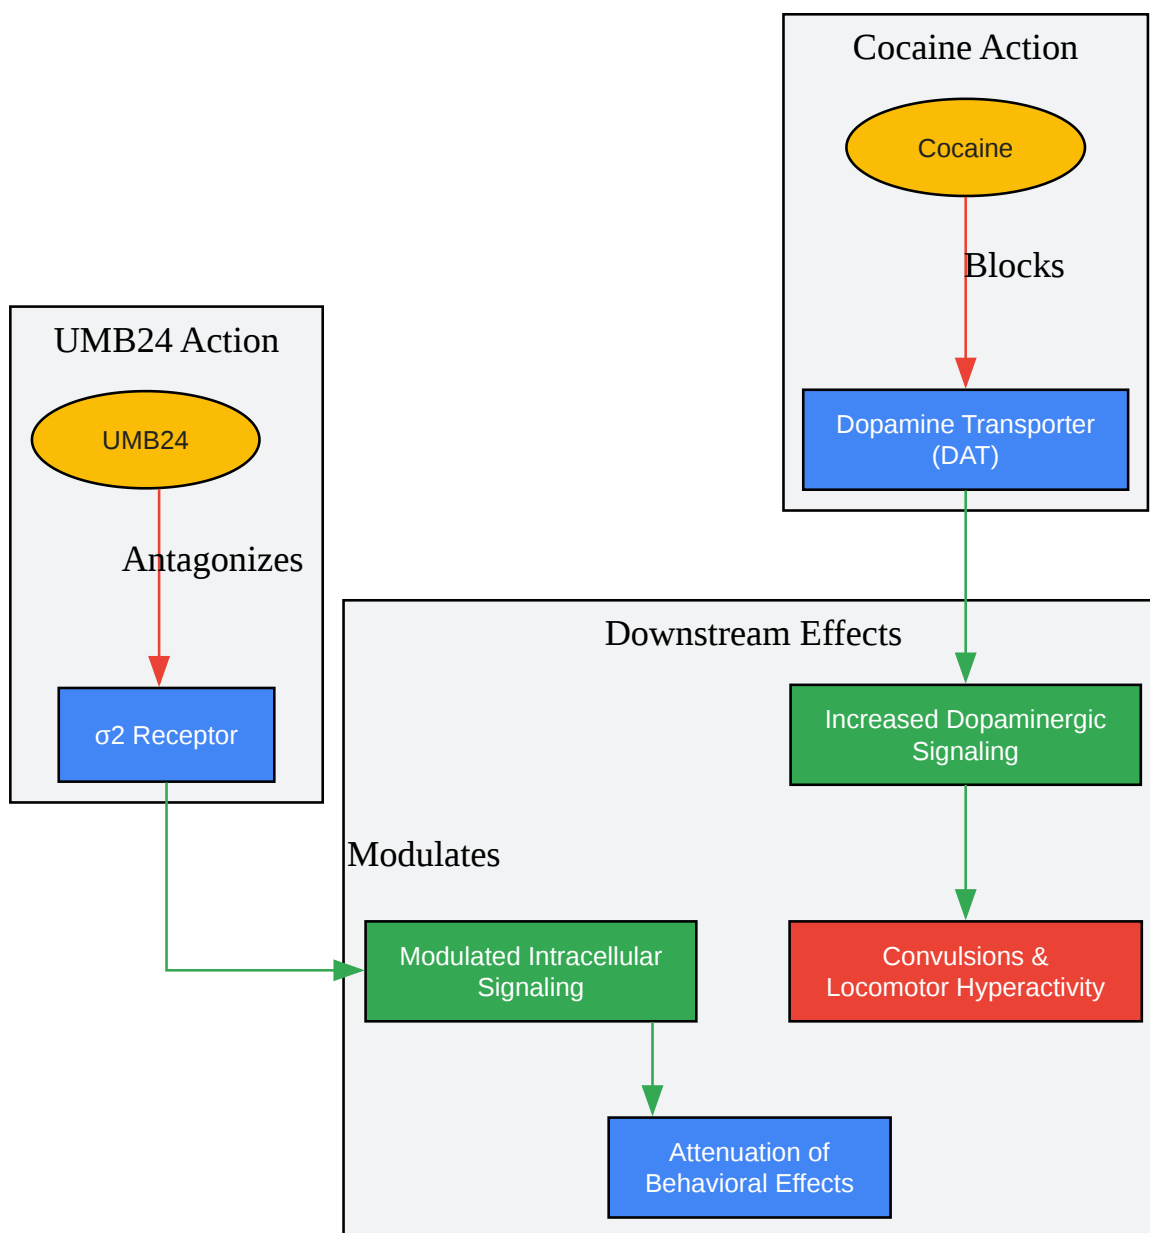 Cocaine Action
Cocaine
Blocks
Dopamine Transporter
(DAT)
UMB24 Action
UMB24
Antagonizes
σ2 Receptor
Downstream Effects
Increased Dopaminergic
Signaling
Modulates
Modulated Intracellular
Signaling
Convulsions &
Locomotor Hyperactivity
Attenuation of
Behavioral Effects